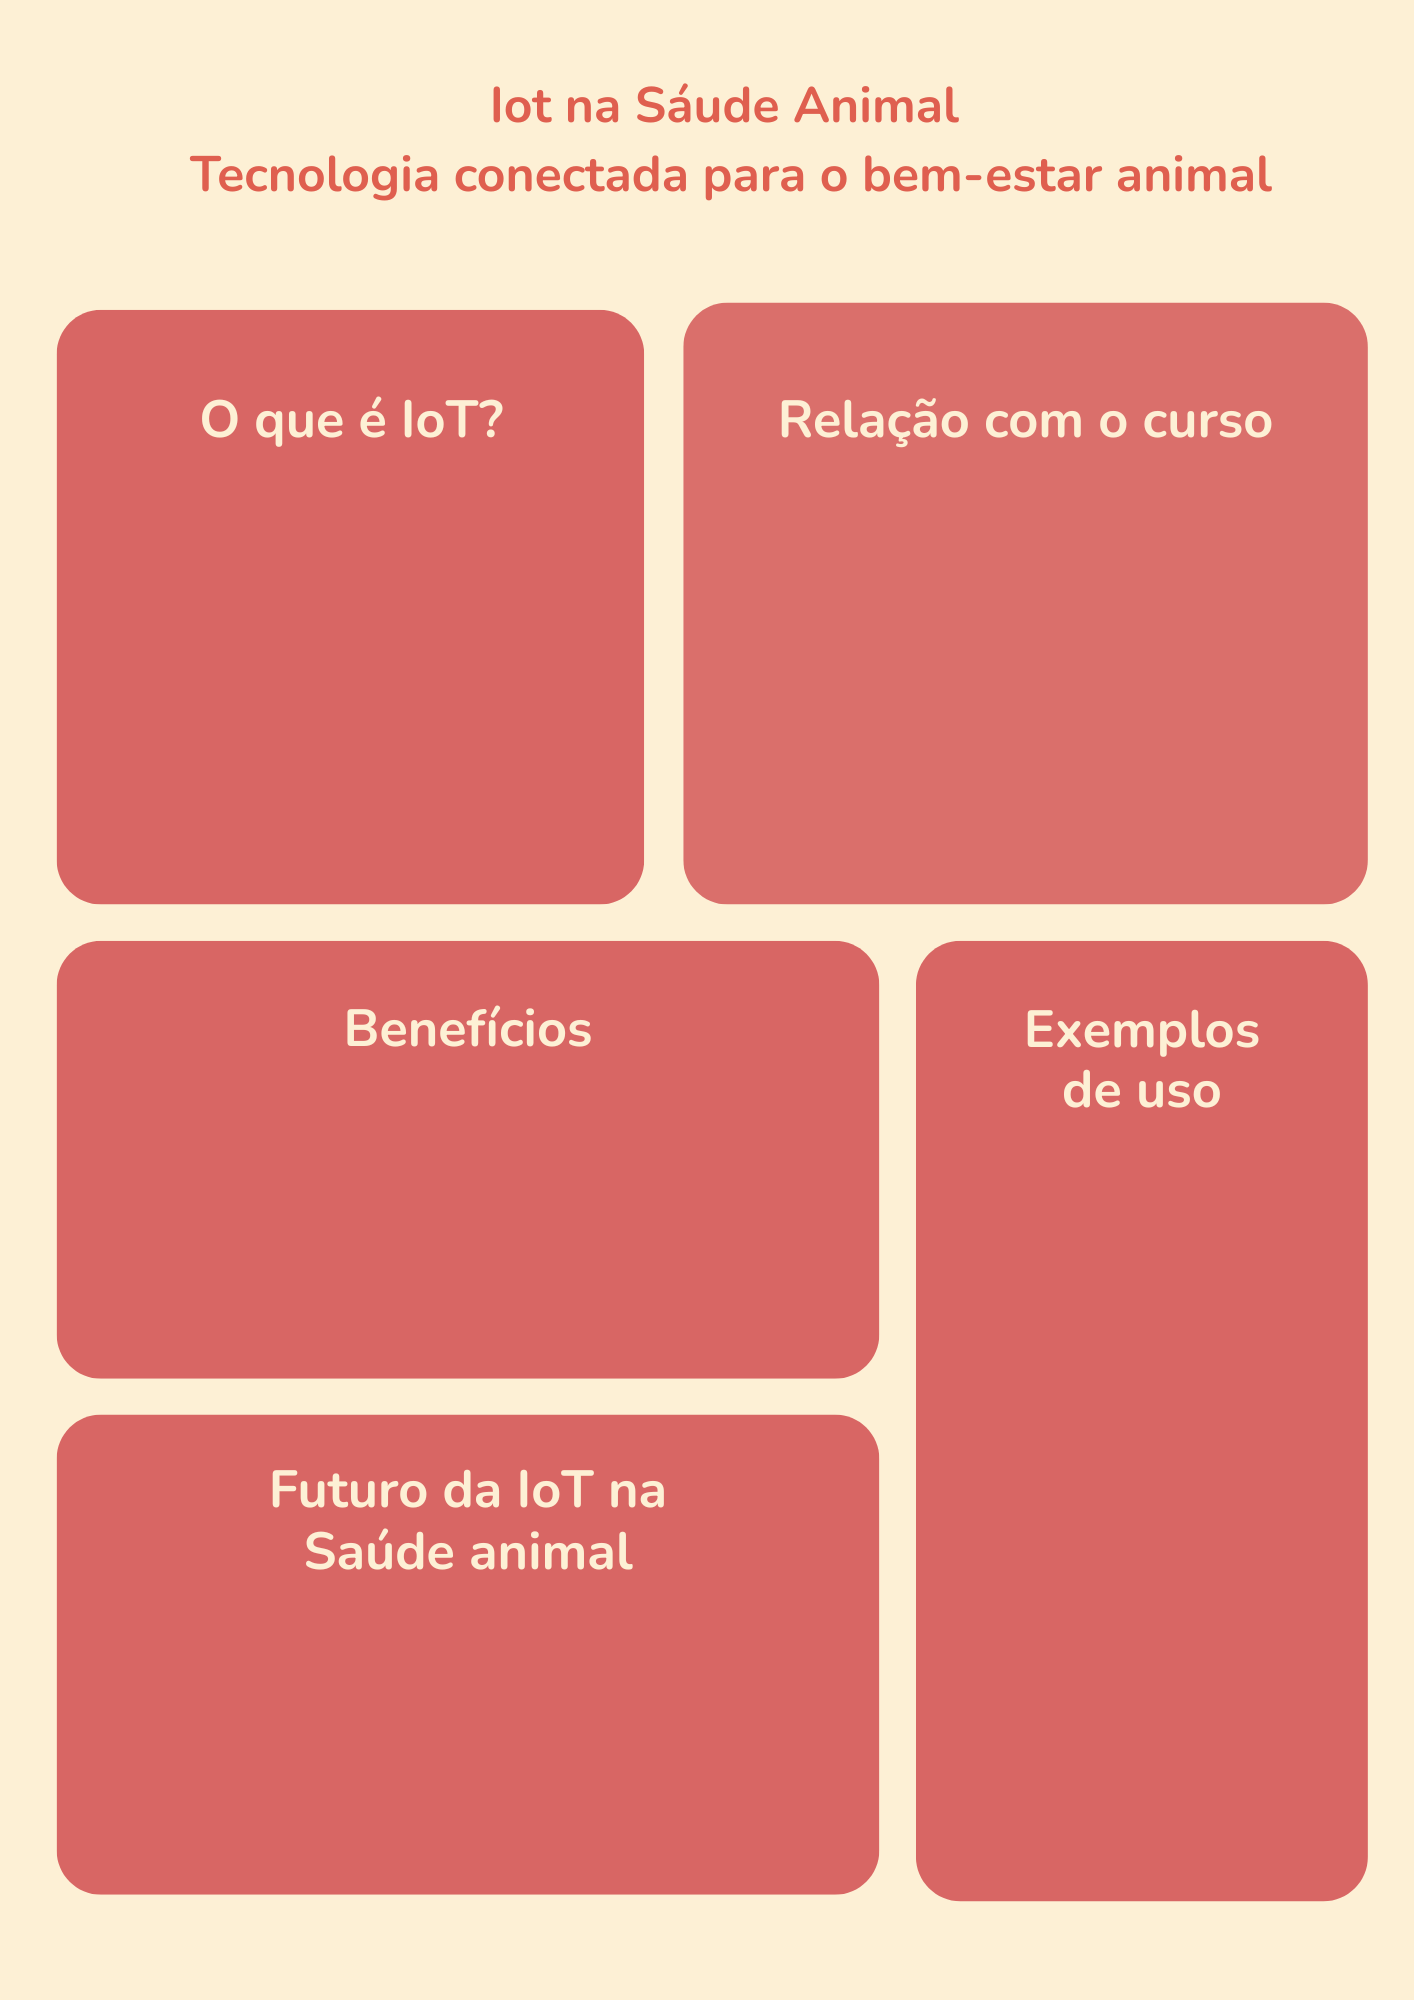 Iot na Sáude Animal
Tecnologia conectada para o bem-estar animal
O que é IoT?
Relação com o curso
Benefícios
Exemplos
de uso
Futuro da IoT na
Saúde animal